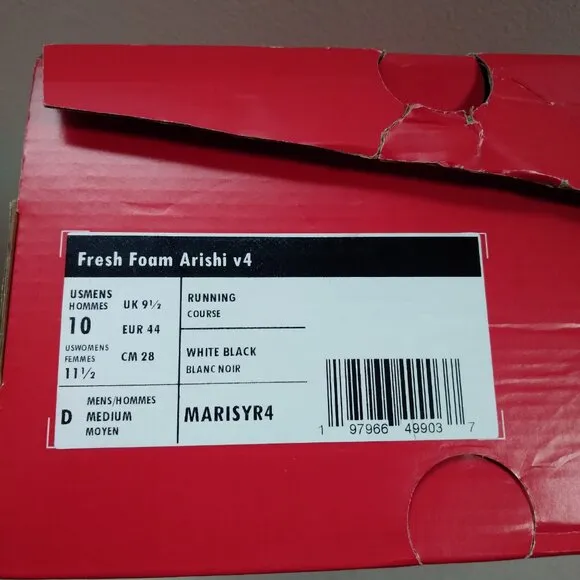 Fresh Foam Arishi v4
USMENS
HOMMES
10
UK 9½
EUR 44
USWOMENS
FEMMES
11½
CM 28
RUNNING
COURSE
WHITE BLACK
BLANC NOIR
D
MENS/HOMMES
MEDIUM
MOYEN
MARISYR4
1 97966 49903 7